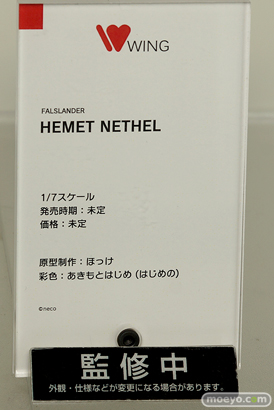 WING
FALSLANDER
HEMET NETHEL
1/7スケール
発売時期：未定
価格：未定
原型制作：ほっけ
彩色：あきもとはじめ (はじめの)
©neco
監修中
外観・仕様などが変更になる場合があります。
moeyo.com